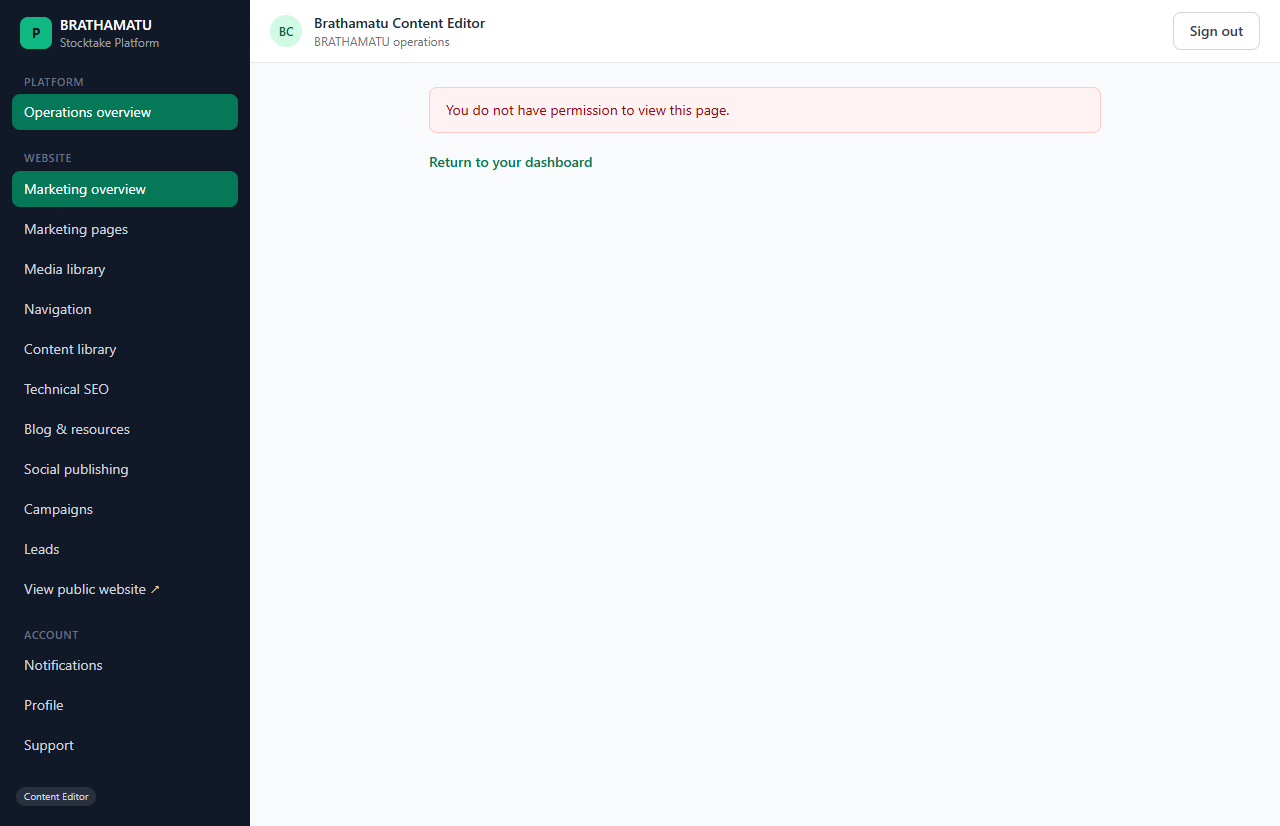 P
BRATHAMATU
Stocktake Platform
PLATFORM
Operations overview
WEBSITE
Marketing overview
Marketing pages
Media library
Navigation
Content library
Technical SEO
Blog & resources
Social publishing
Campaigns
Leads
View public website ↗
ACCOUNT
Notifications
Profile
Support
Content Editor
BC
Brathamatu Content Editor
BRATHAMATU operations
Sign out
You do not have permission to view this page.
Return to your dashboard